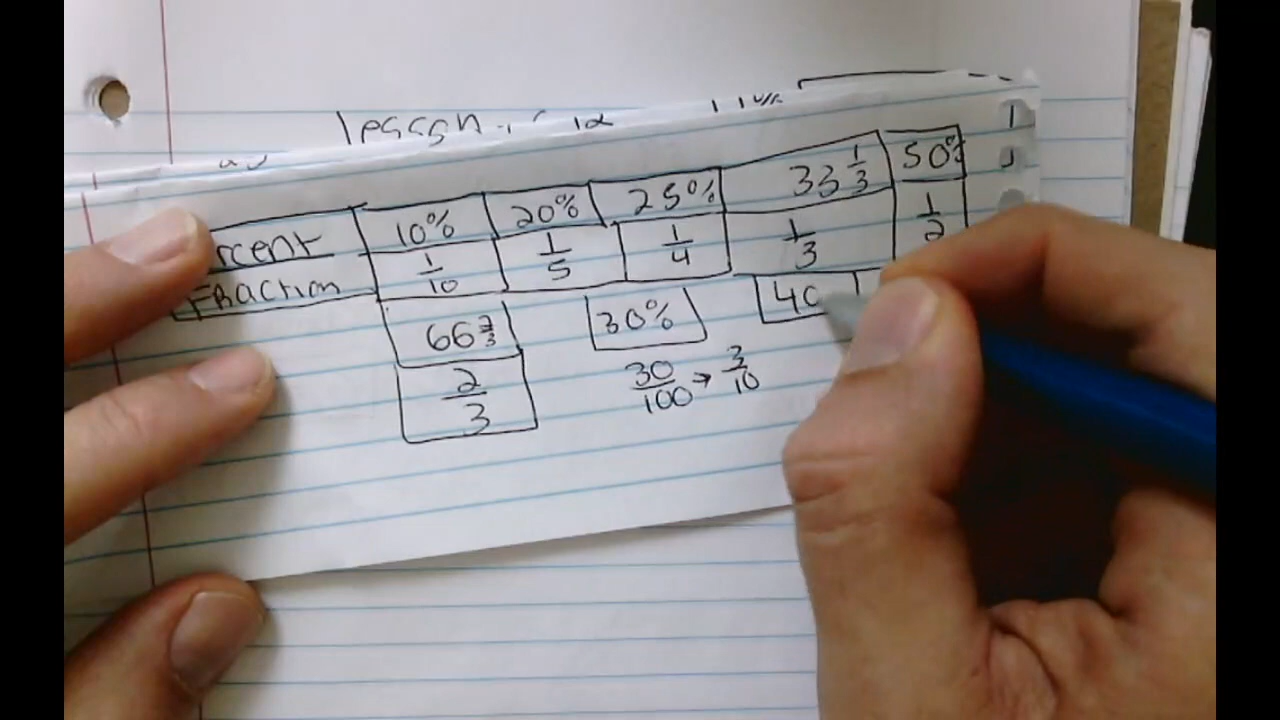 lesson
rcent 10% 20% 25% 33 1/3 50%
Fraction 1/10 1/5 1/4 1/3 1/2
66 2/3 30% 40
2/3 30/100 → 3/10